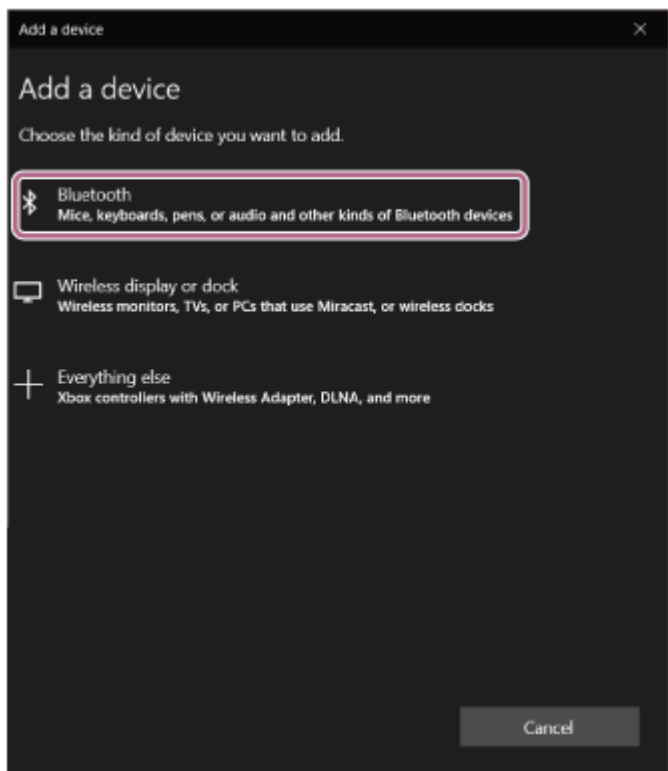 Add a device
Add a device
Choose the kind of device you want to add.
Bluetooth
Mice, keyboards, pens, or audio and other kinds of Bluetooth devices
Wireless display or dock
Wireless monitors, TVs, or PCs that use Miracast, or wireless docks
Everything else
Xbox controllers with Wireless Adapter, DLNA, and more
Cancel